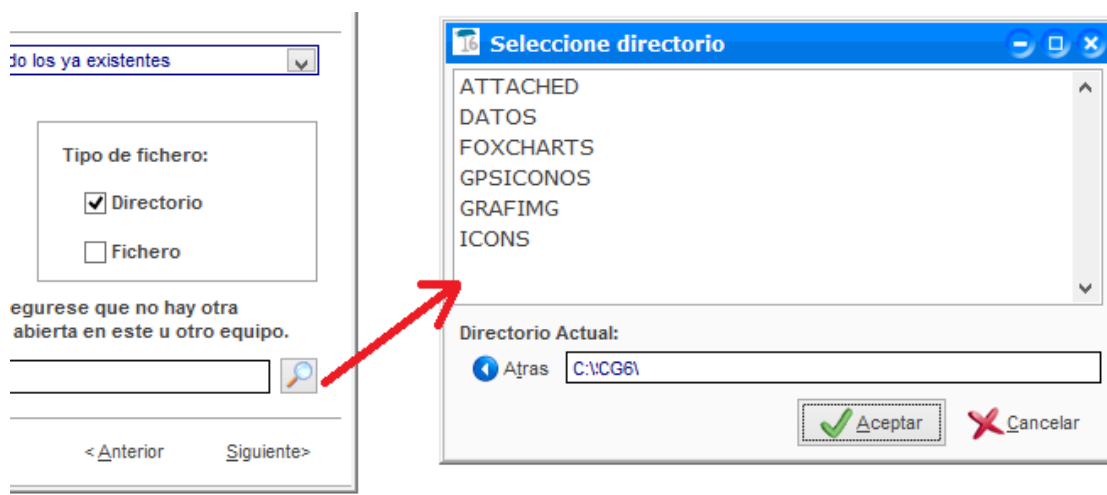 do los ya existentes
Tipo de fichero:
Directorio
Fichero
egurese que no hay otra
abierta en este u otro equipo.
< Anterior
Siguiente>
Seleccione directorio
ATTACHED
DATOS
FOXCHARTS
GPSICONOS
GRAFIMG
ICONS
Directorio Actual:
Atras
C:\!CG6\
Aceptar
Cancelar